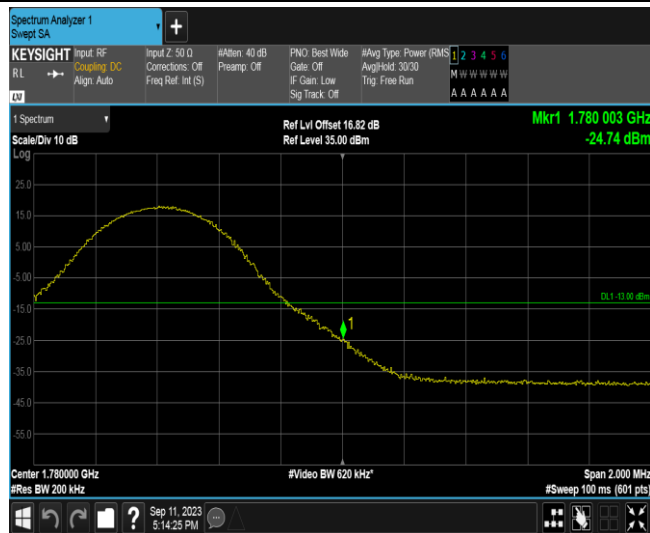 Spectrum Analyzer 1
Swept SA
KEYSIGHT
RL
LXI
Input: RF
Coupling: DC
Align: Auto
Input Z: 50 Ω
Corrections: Off
Freq Ref: Int (S)
#Atten: 40 dB
Preamp: Off
PNO: Best Wide
Gate: Off
IF Gain: Low
Sig Track: Off
#Avg Type: Power (RMS
Avg|Hold: 30/30
Trig: Free Run
1 2 3 4 5 6
M W W W W W
A A A A A A
1 Spectrum
Scale/Div 10 dB
Log
Ref Lvl Offset 16.82 dB
Ref Level 35.00 dBm
Mkr1 1.780 003 GHz
-24.74 dBm
25.0
15.0
5.00
-5.00
DL1 -13.00 dBm
-15.0
1
-25.0
-35.0
-45.0
-55.0
Center 1.780000 GHz
#Res BW 200 kHz
#Video BW 620 kHz*
Span 2.000 MHz
#Sweep 100 ms (601 pts)
?
Sep 11, 2023
5:14:25 PM